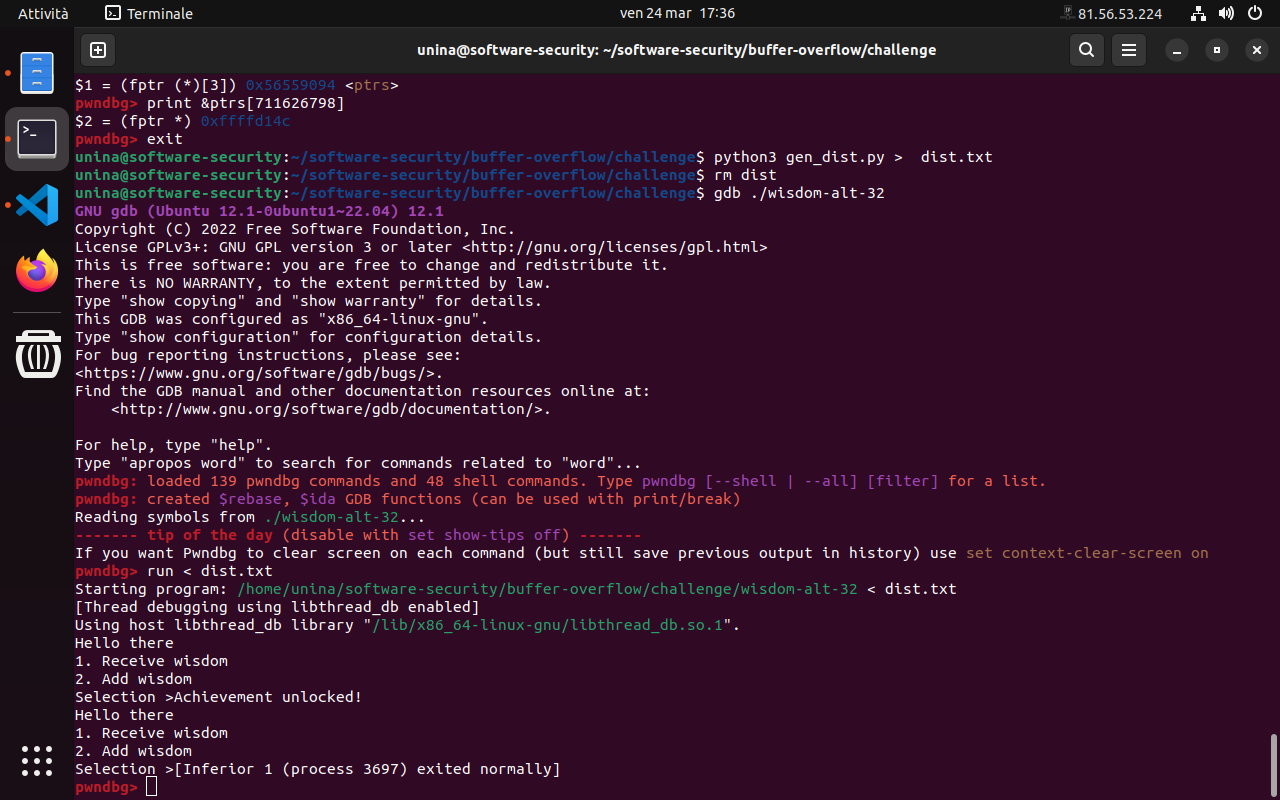 Attività
Terminale
ven 24 mar 17:36
81.56.53.224
unina@software-security: ~/software-security/buffer-overflow/challenge
$1 = (fptr (*)[3]) 0x56559094 <ptrs>
pwndbg> print &ptrs[711626798]
$2 = (fptr *) 0xffffd14c
pwndbg> exit
unina@software-security:~/software-security/buffer-overflow/challenge$ python3 gen_dist.py >  dist.txt
unina@software-security:~/software-security/buffer-overflow/challenge$ rm dist
unina@software-security:~/software-security/buffer-overflow/challenge$ gdb ./wisdom-alt-32
GNU gdb (Ubuntu 12.1-0ubuntu1~22.04) 12.1
Copyright (C) 2022 Free Software Foundation, Inc.
License GPLv3+: GNU GPL version 3 or later <http://gnu.org/licenses/gpl.html>
This is free software: you are free to change and redistribute it.
There is NO WARRANTY, to the extent permitted by law.
Type "show copying" and "show warranty" for details.
This GDB was configured as "x86_64-linux-gnu".
Type "show configuration" for configuration details.
For bug reporting instructions, please see:
<https://www.gnu.org/software/gdb/bugs/>.
Find the GDB manual and other documentation resources online at:
    <http://www.gnu.org/software/gdb/documentation/>.
For help, type "help".
Type "apropos word" to search for commands related to "word"...
pwndbg: loaded 139 pwndbg commands and 48 shell commands. Type pwndbg [--shell | --all] [filter] for a list.
pwndbg: created $rebase, $ida GDB functions (can be used with print/break)
Reading symbols from ./wisdom-alt-32...
------- tip of the day (disable with set show-tips off) -------
If you want Pwndbg to clear screen on each command (but still save previous output in history) use set context-clear-screen on
pwndbg> run < dist.txt
Starting program: /home/unina/software-security/buffer-overflow/challenge/wisdom-alt-32 < dist.txt
[Thread debugging using libthread_db enabled]
Using host libthread_db library "/lib/x86_64-linux-gnu/libthread_db.so.1".
Hello there
1. Receive wisdom
2. Add wisdom
Selection >Achievement unlocked!
Hello there
1. Receive wisdom
2. Add wisdom
Selection >[Inferior 1 (process 3697) exited normally]
pwndbg>